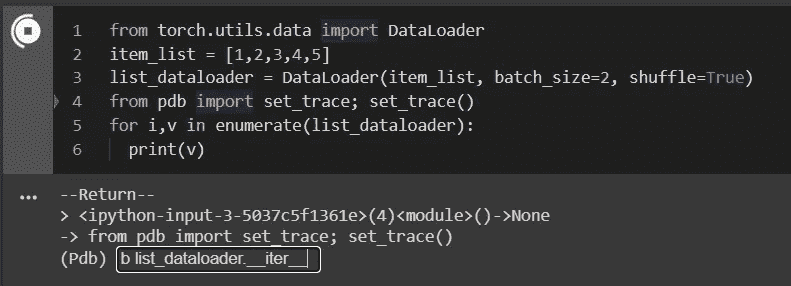 1 from torch.utils.data import DataLoader
2 item_list = [1,2,3,4,5]
3 list_dataloader = DataLoader(item_list, batch_size=2, shuffle=True)
4 from pdb import set_trace; set_trace()
5 for i,v in enumerate(list_dataloader):
6 print(v)
--Return--
> <ipython-input-3-5037c5f1361e>(4)<module>()->None
-> from pdb import set_trace; set_trace()
(Pdb) b list_dataloader.__iter__